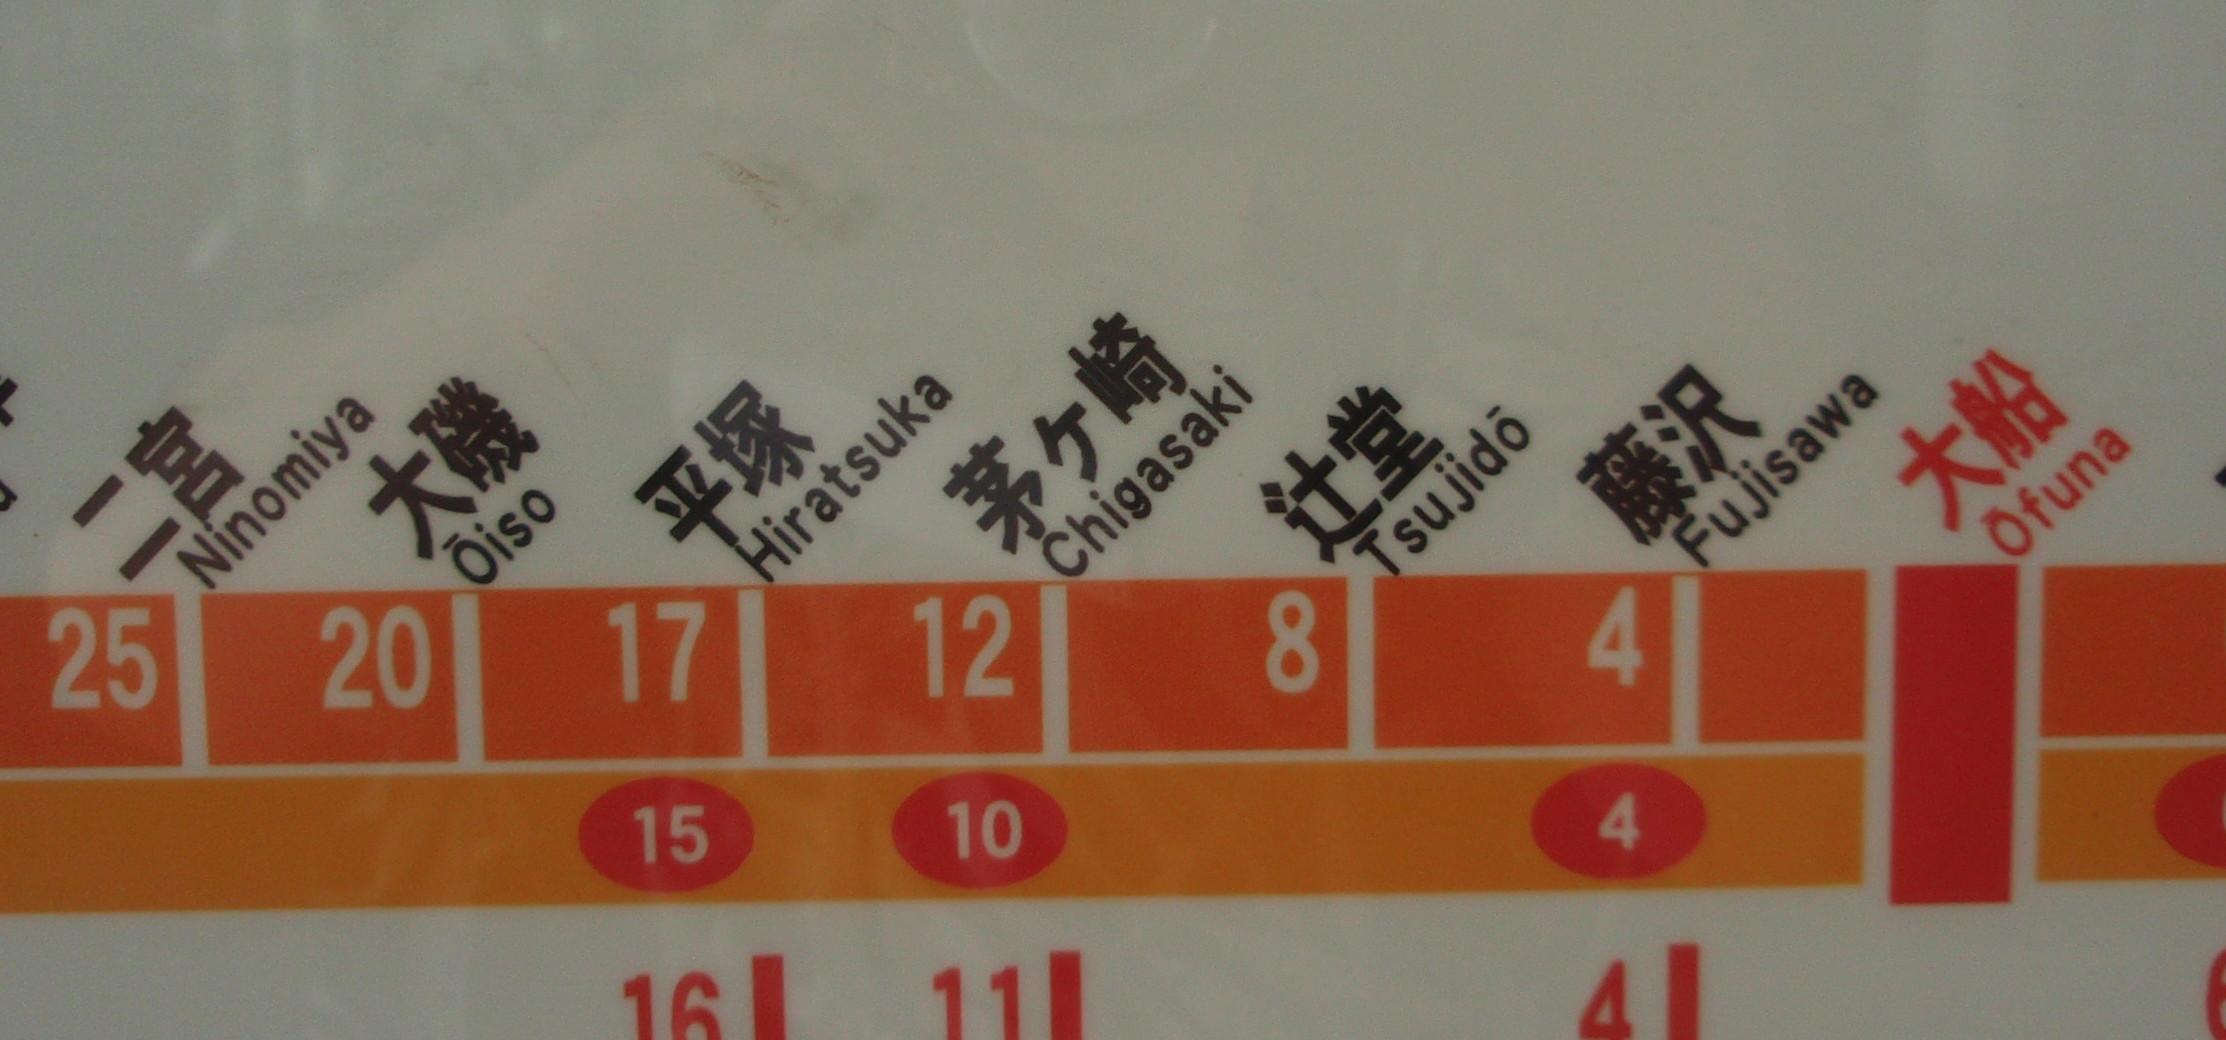 二宮
Ninomiya
大磯
Ōiso
平塚
Hiratsuka
茅ケ崎
Chigasaki
辻堂
Tsujidō
藤沢
Fujisawa
大船
Ōfuna
25 20 17 12 8 4
15 10 4
16 11 4